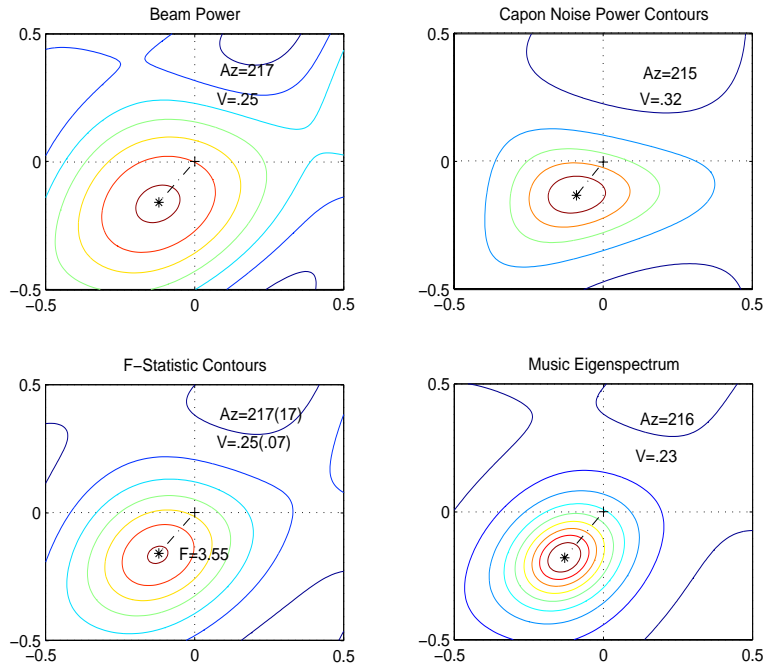 Beam Power
0.5
Az=217
V=.25
0
−0.5
−0.5
0
0.5
Capon Noise Power Contours
0.5
Az=215
V=.32
0
−0.5
−0.5
0
0.5
F−Statistic Contours
0.5
Az=217(17)
V=.25(.07)
0
F=3.55
−0.5
−0.5
0
0.5
Music Eigenspectrum
0.5
Az=216
V=.23
0
−0.5
−0.5
0
0.5